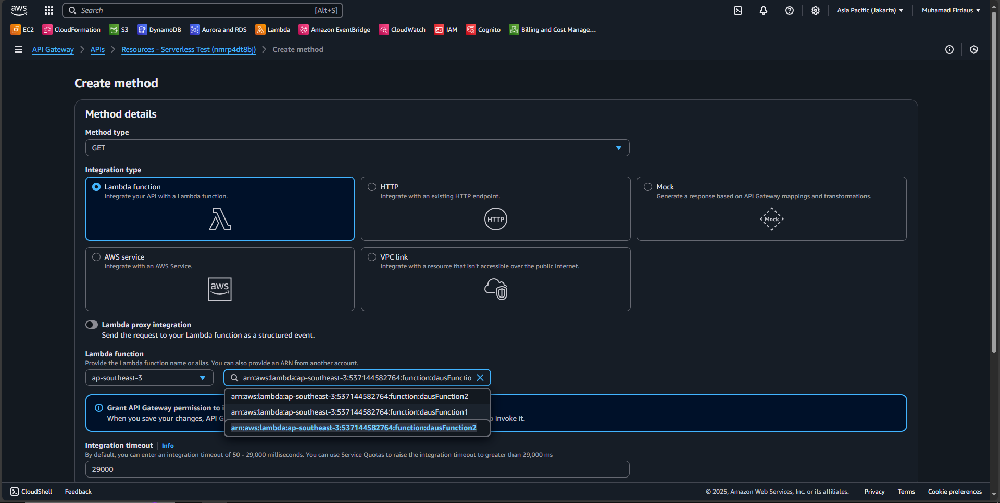 aws
Search [Alt+S]
Asia Pacific (Jakarta)
Muhamad Firdaus
EC2 CloudFormation S3 DynamoDB Aurora and RDS Lambda Amazon EventBridge CloudWatch IAM Cognito Billing and Cost Manage...
API Gateway APIs Resources - Serverless Test (nmrp4dt8bj) Create method
Create method
Method details
Method type
GET
Integration type
Lambda function
Integrate your API with a Lambda function.
HTTP
Integrate with an existing HTTP endpoint.
HTTP
Mock
Generate a response based on API Gateway mappings and transformations.
Mock
AWS service
Integrate with an AWS Service.
aws
VPC link
Integrate with a resource that isn't accessible over the public internet.
Lambda proxy integration
Send the request to your Lambda function as a structured event.
Lambda function
Provide the Lambda function name or alias. You can also provide an ARN from another account.
ap-southeast-3
arn:aws:lambda:ap-southeast-3:537144582764:function:dausFunctio
arn:aws:lambda:ap-southeast-3:537144582764:function:dausFunction2
arn:aws:lambda:ap-southeast-3:537144582764:function:dausFunction1
arn:aws:lambda:ap-southeast-3:537144582764:function:dausFunction2
Grant API Gateway permission to
When you save your changes, API G
invoke it.
Integration timeout Info
By default, you can enter an integration timeout of 50 - 29,000 milliseconds. You can use Service Quotas to raise the integration timeout to greater than 29,000 ms
29000
CloudShell Feedback
© 2025, Amazon Web Services, Inc. or its affiliates. Privacy Terms Cookie preferences